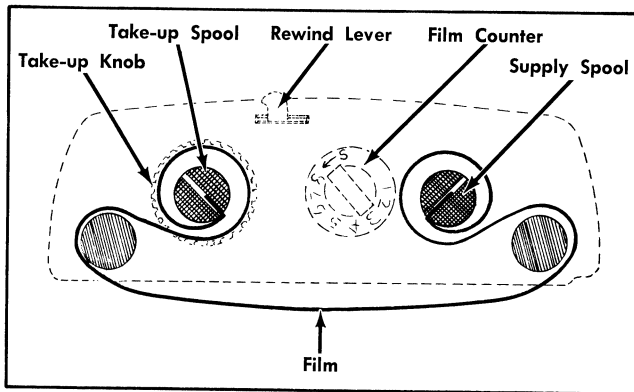 Take-up Spool
Rewind Lever
Film Counter
Take-up Knob
Supply Spool
Film